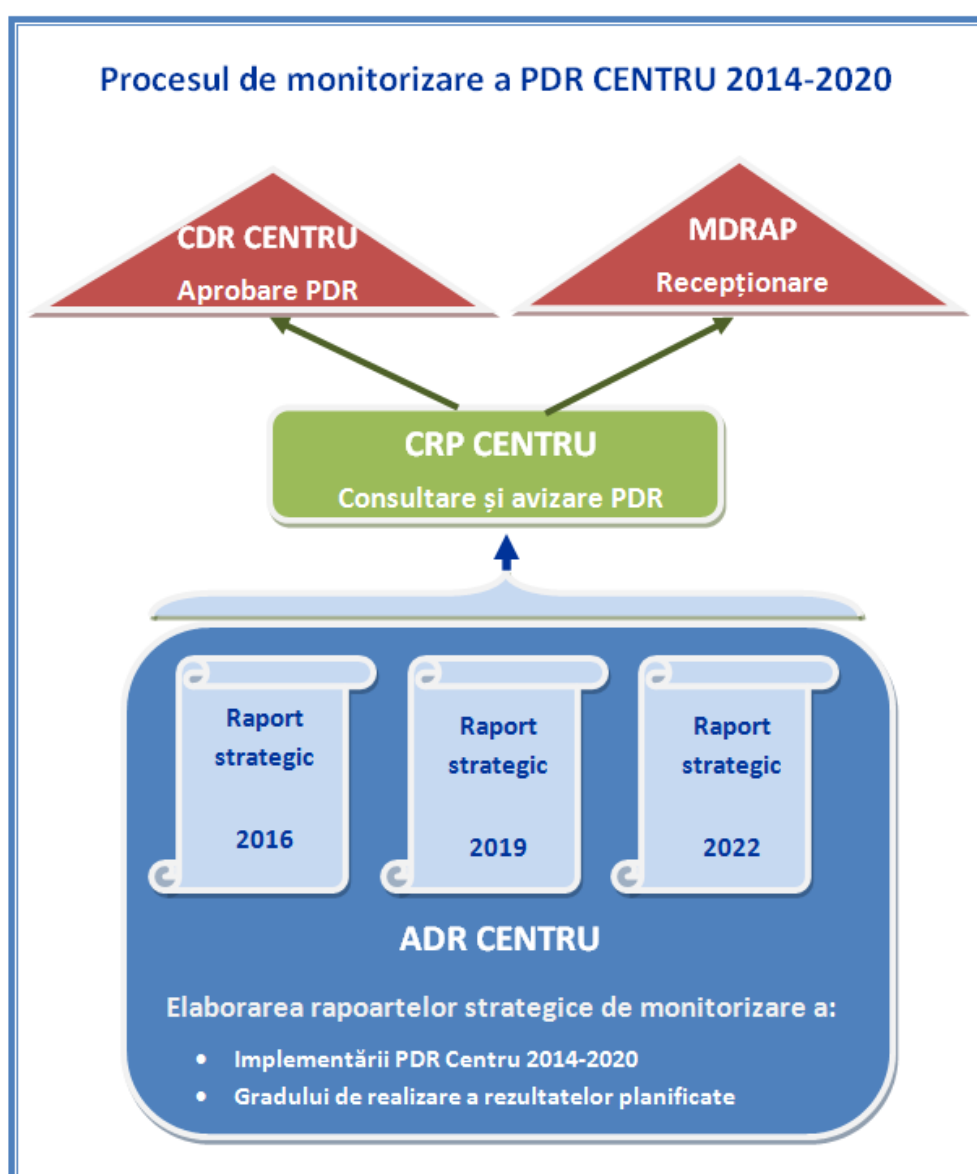 Procesul de monitorizare a PDR CENTRU 2014-2020
CDR CENTRU
Aprobare PDR
MDRAP
Recepționare
CRP CENTRU
Consultare și avizare PDR
Raport
strategic
2016
Raport
strategic
2019
Raport
strategic
2022
ADR CENTRU
Elaborarea rapoartelor strategice de monitorizare a:
• Implementării PDR Centru 2014-2020
• Gradului de realizare a rezultatelor planificate